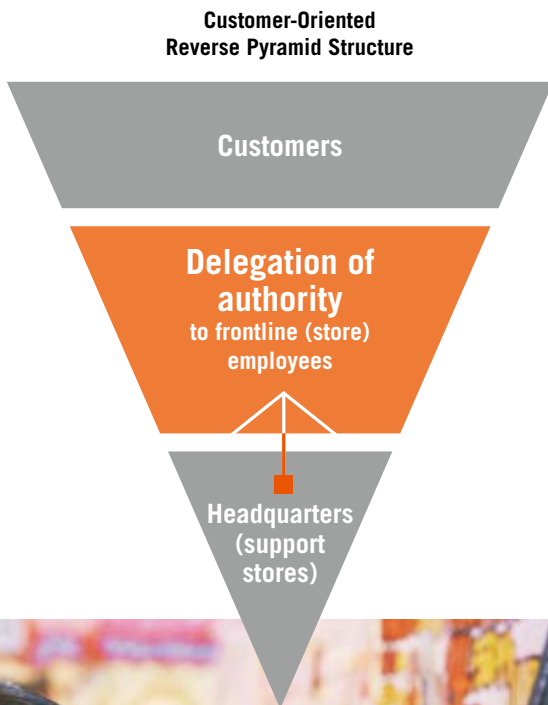 Customer-Oriented
Reverse Pyramid Structure
Customers
Delegation of
authority
to frontline (store)
employees
Headquarters
(support
stores)